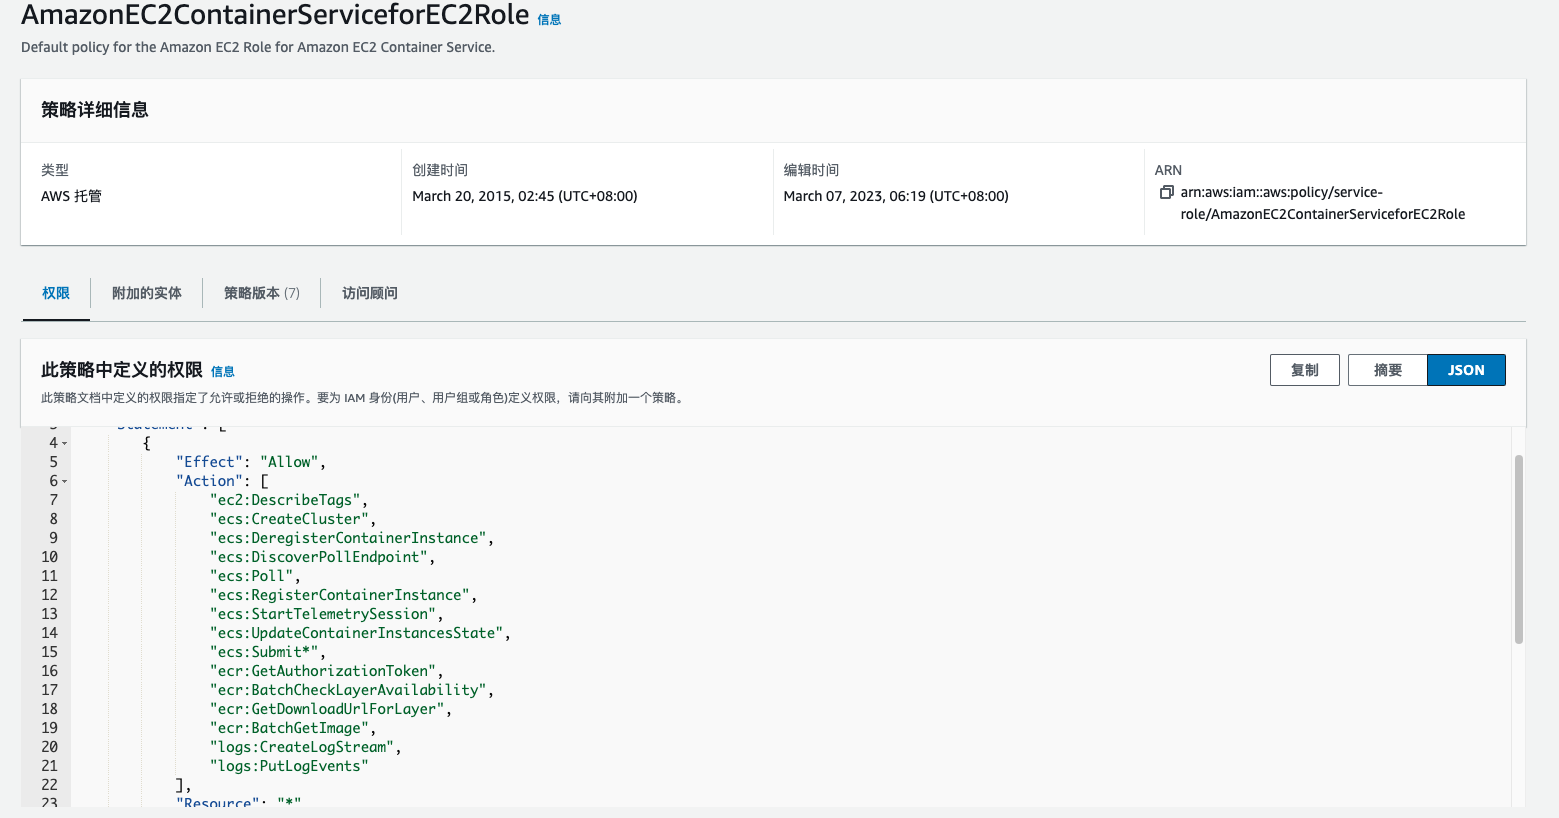 AmazonEC2ContainerServiceforEC2Role 信息
Default policy for the Amazon EC2 Role for Amazon EC2 Container Service.
策略详细信息
类型
AWS 托管
创建时间
March 20, 2015, 02:45 (UTC+08:00)
编辑时间
March 07, 2023, 06:19 (UTC+08:00)
ARN
arn:aws:iam::aws:policy/service-
role/AmazonEC2ContainerServiceforEC2Role
权限 附加的实体 策略版本 (7) 访问顾问
此策略中定义的权限 信息
此策略文档中定义的权限指定了允许或拒绝的操作。要为 IAM 身份(用户、用户组或角色)定义权限，请向其附加一个策略。
复制 摘要 JSON
3 "Statement": [
4 {
5 "Effect": "Allow",
6 "Action": [
7 "ec2:DescribeTags",
8 "ecs:CreateCluster",
9 "ecs:DeregisterContainerInstance",
10 "ecs:DiscoverPollEndpoint",
11 "ecs:Poll",
12 "ecs:RegisterContainerInstance",
13 "ecs:StartTelemetrySession",
14 "ecs:UpdateContainerInstancesState",
15 "ecs:Submit*",
16 "ecr:GetAuthorizationToken",
17 "ecr:BatchCheckLayerAvailability",
18 "ecr:GetDownloadUrlForLayer",
19 "ecr:BatchGetImage",
20 "logs:CreateLogStream",
21 "logs:PutLogEvents"
22 ],
23 "Resource": "*"